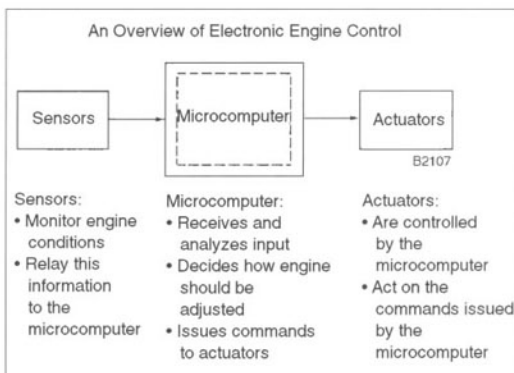 An Overview of Electronic Engine Control
Sensors
Microcomputer
Actuators
B2107
Sensors:
• Monitor engine
conditions
• Relay this
information
to the
microcomputer
Microcomputer:
• Receives and
analyzes input
• Decides how engine
should be
adjusted
• Issues commands
to actuators
Actuators:
• Are controlled
by the
microcomputer
• Act on the
commands issued
by the
microcomputer